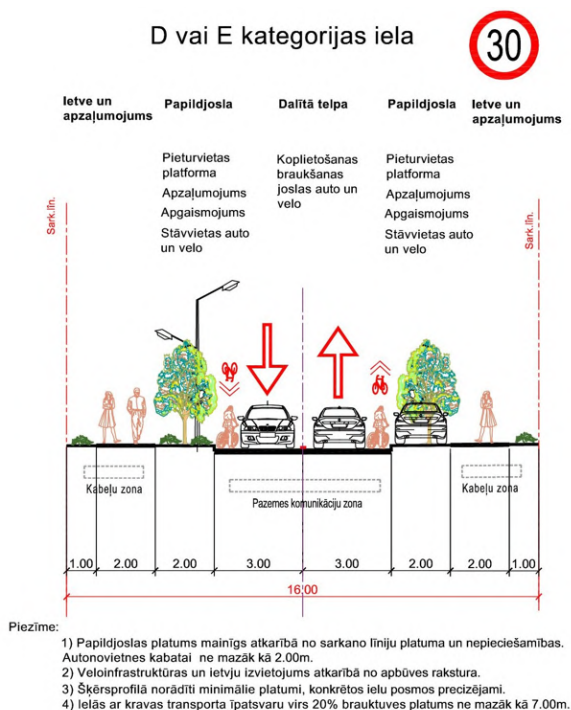 D vai E kategorijas iela
30
Ietve un apzaļumojums
Papildjosla
Dalītā telpa
Papildjosla
Ietve un apzaļumojums
Pieturvietas platforma
Apzaļumojums
Apgaismojums
Stāvvietas auto un velo
Koplietošanas braukšanas joslas auto un velo
Pieturvietas platforma
Apzaļumojums
Apgaismojums
Stāvvietas auto un velo
Sark.līn.
Sark.līn.
Kabeļu zona
Pazemes komunikāciju zona
Kabeļu zona
1.00 2.00 2.00 3.00 3.00 2.00 2.00 1.00
16.00
Piezīme:
1) Papildjoslas platums mainīgs atkarībā no sarkano līniju platuma un nepieciešamības.
Autonovietnes kabatai ne mazāk kā 2.00m.
2) Veloinfrastruktūras un ietvju izvietojums atkarībā no apbūves rakstura.
3) Šķērsprofilā norādīti minimālie platumi, konkrētos ielu posmos precizējami.
4) Ielās ar kravas transporta īpatsvaru virs 20% brauktuves platums ne mazāk kā 7.00m.